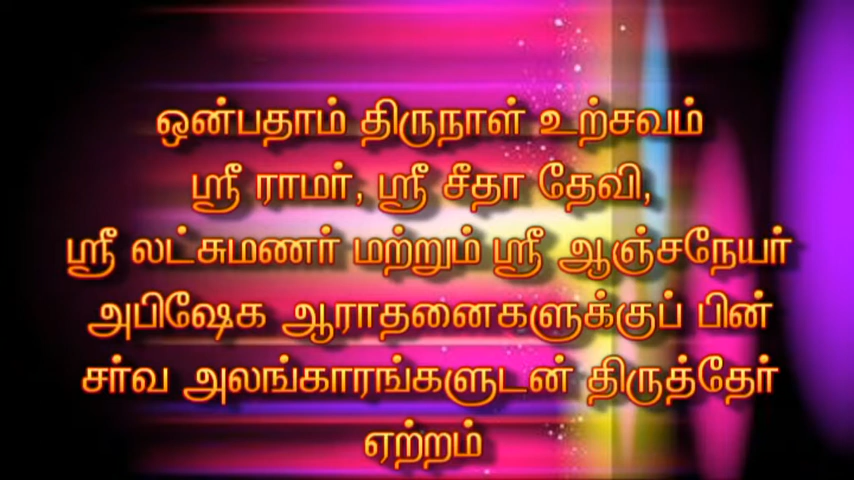 ஒன்பதாம் திருநாள் உற்சவம்
ஸ்ரீ ராமர், ஸ்ரீ சீதா தேவி,
ஸ்ரீ லட்சுமணர் மற்றும் ஸ்ரீ ஆஞ்சநேயர்
அபிஷேக ஆராதனைகளுக்குப் பின்
சர்வ அலங்காரங்களுடன் திருத்தேர்
ஏற்றம்